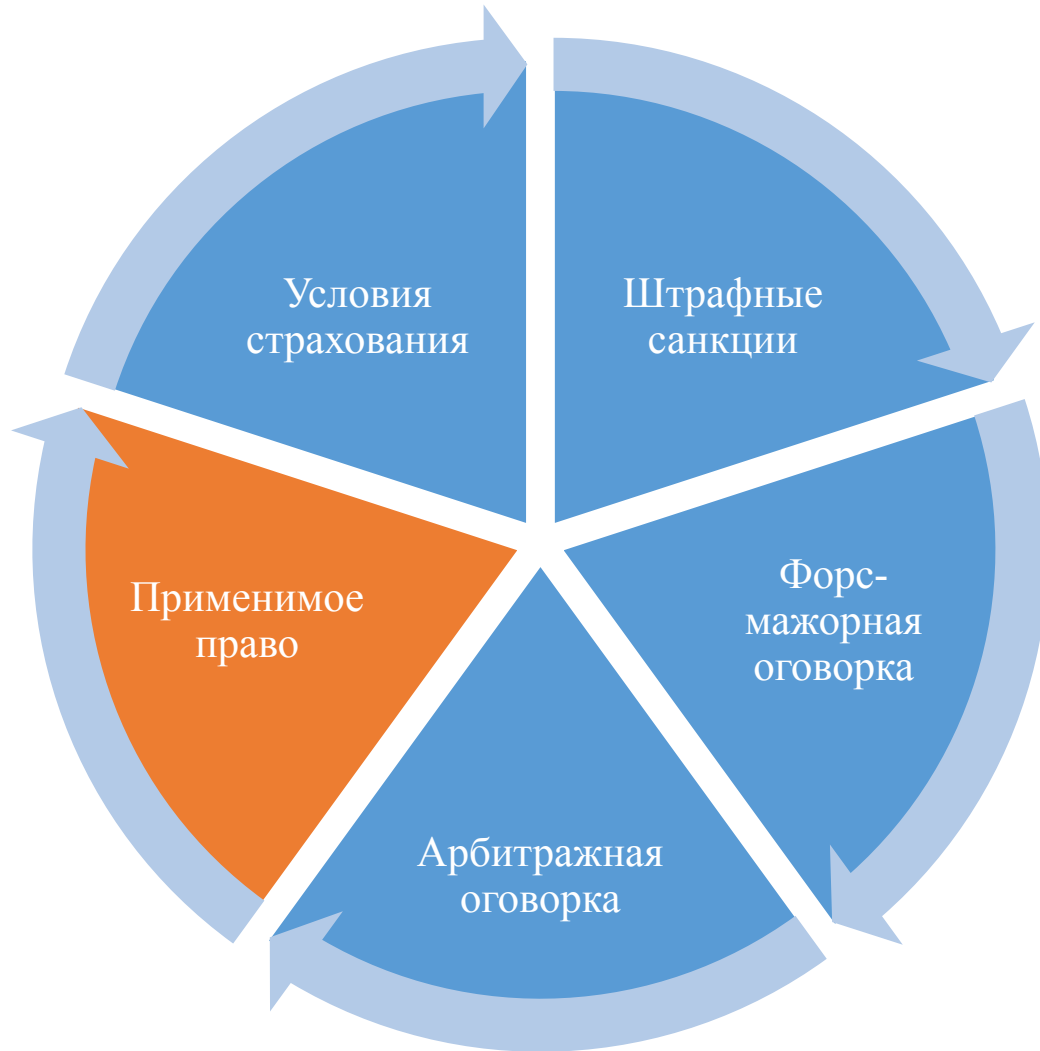 Условия
страхования
Штрафные
санкции
Форс-
мажорная
оговорка
Арбитражная
оговорка
Применимое
право